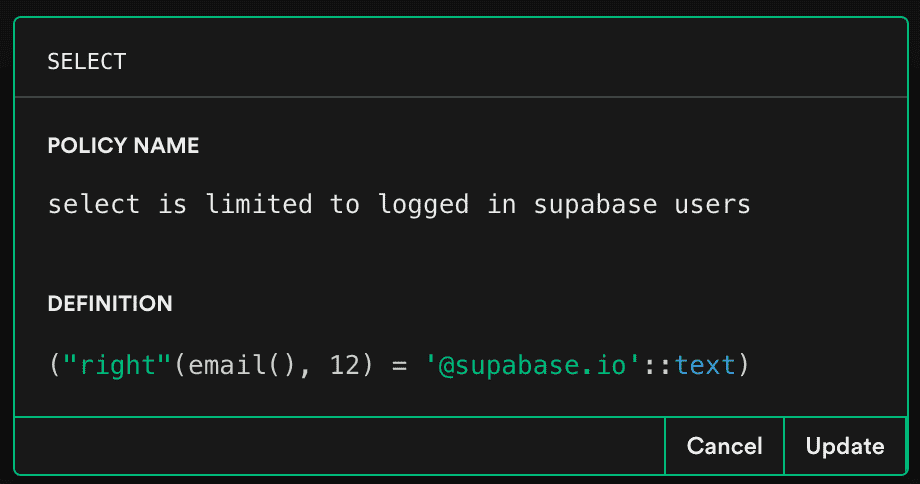 SELECT
POLICY NAME
select is limited to logged in supabase users
DEFINITION
("right"(email(), 12) = '@supabase.io'::text)
Cancel Update